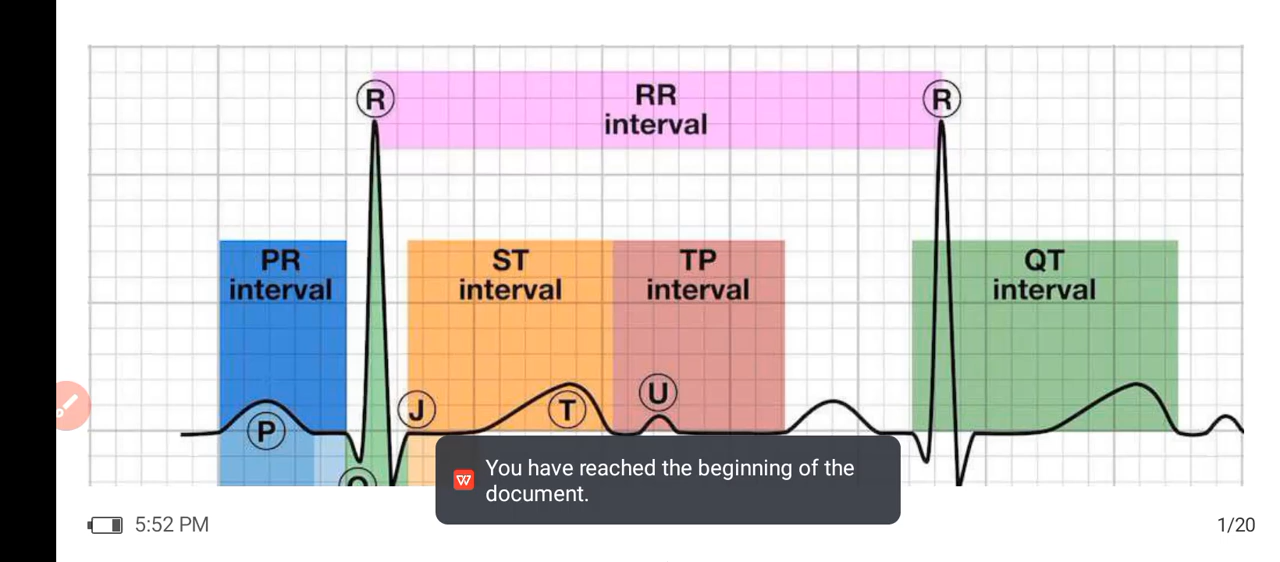 R
RR
interval
R
PR
interval
ST
interval
TP
interval
QT
interval
P
J
T
U
Q
You have reached the beginning of the
document.
5:52 PM
1/20